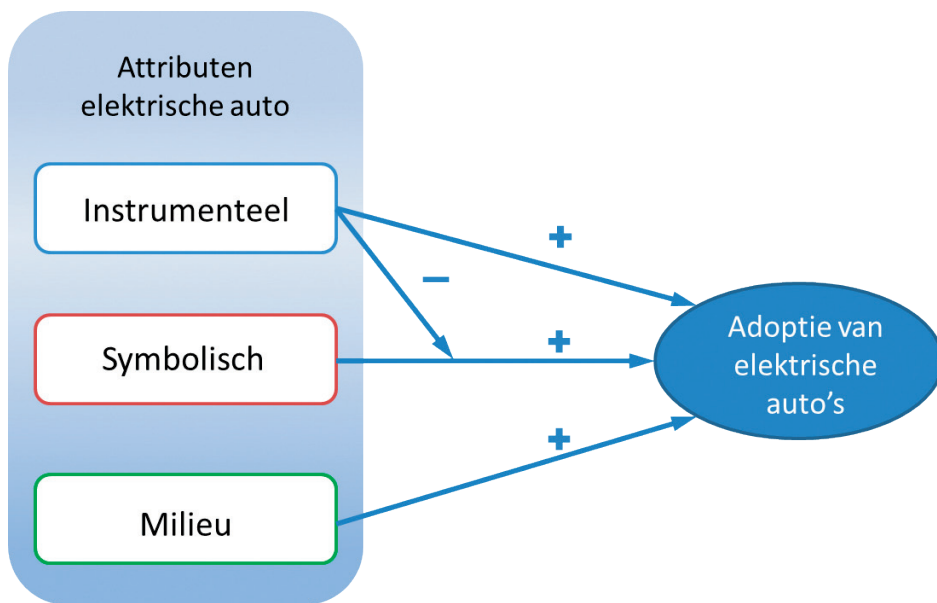 Attributen
elektrische auto
Instrumenteel
+
−
Symbolisch
+
Adoptie van
elektrische
auto’s
+
Milieu